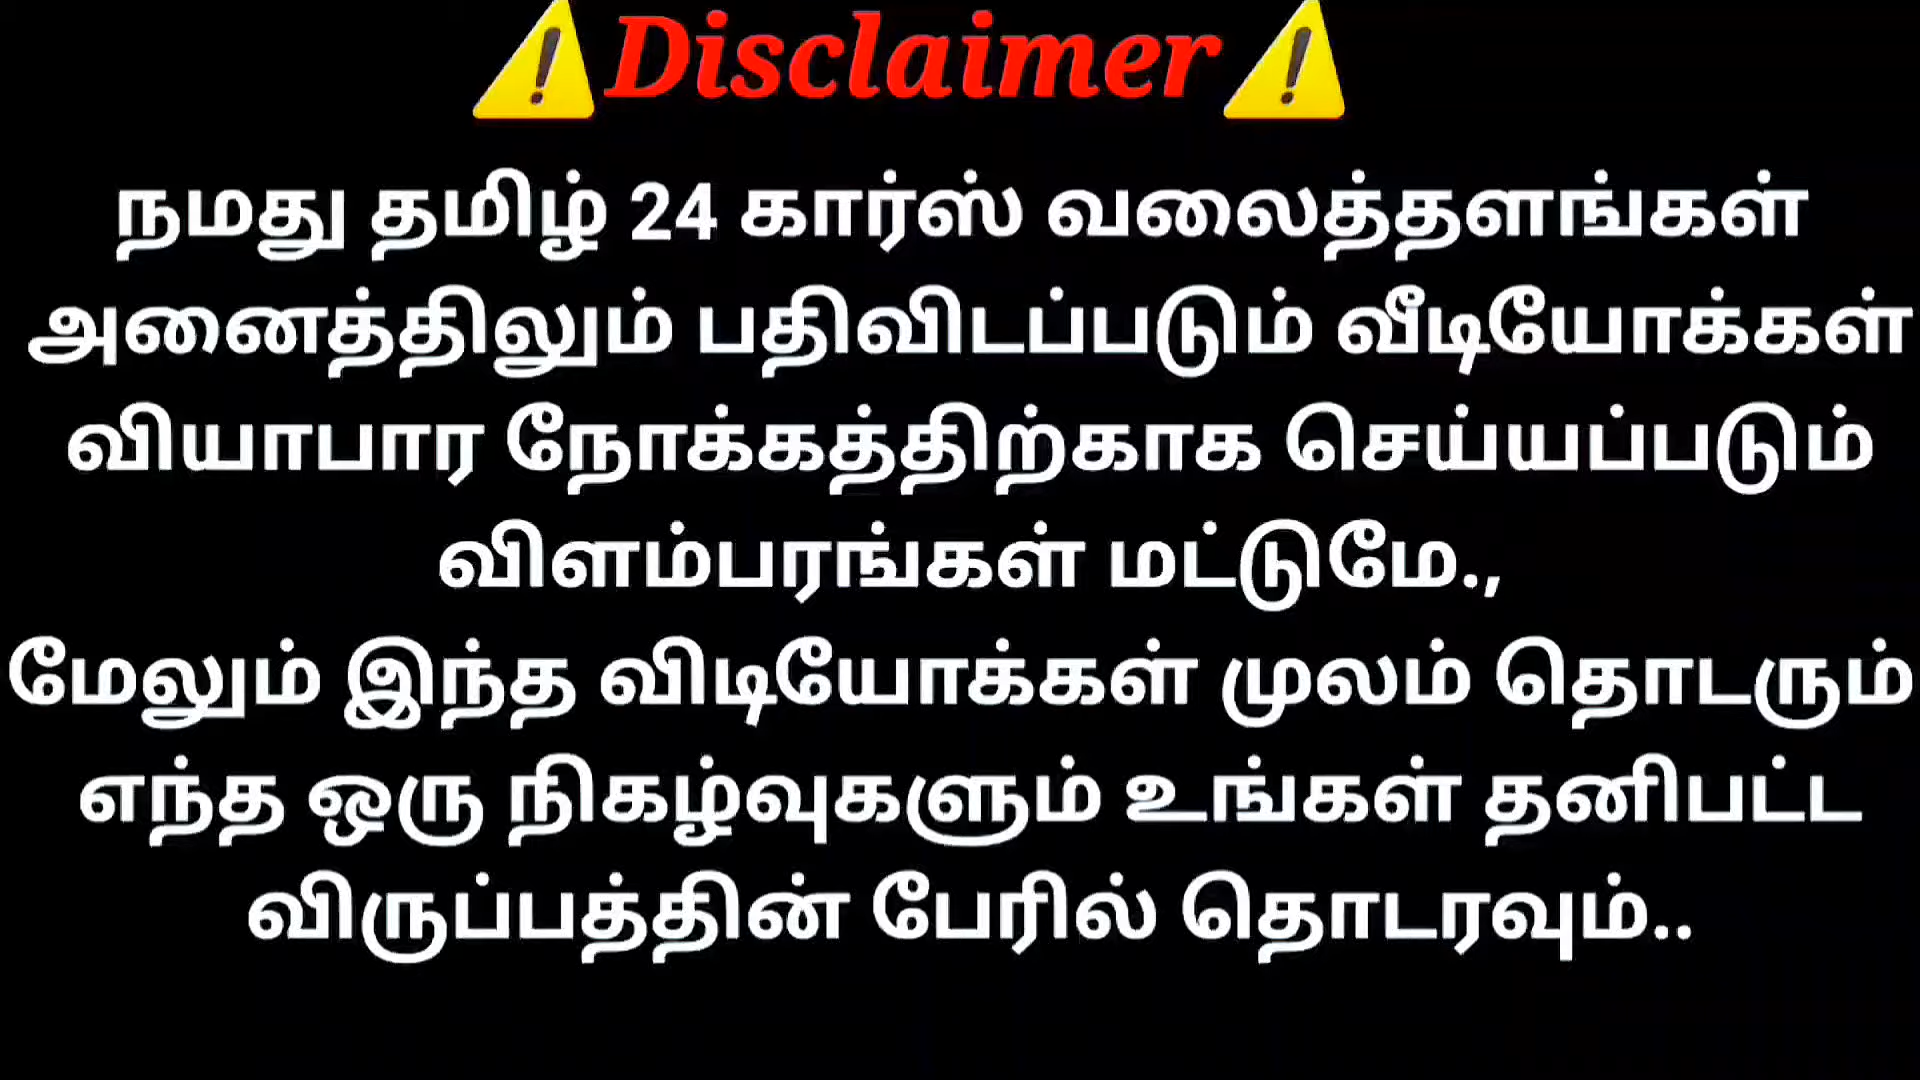 ⚠️Disclaimer⚠️
நமது தமிழ் 24 கார்ஸ் வலைத்தளங்கள்
அனைத்திலும் பதிவிடப்படும் வீடியோக்கள்
வியாபார நோக்கத்திற்காக செய்யப்படும்
விளம்பரங்கள் மட்டுமே.,
மேலும் இந்த விடியோக்கள் முலம் தொடரும்
எந்த ஒரு நிகழ்வுகளும் உங்கள் தனிபட்ட
விருப்பத்தின் பேரில் தொடரவும்..